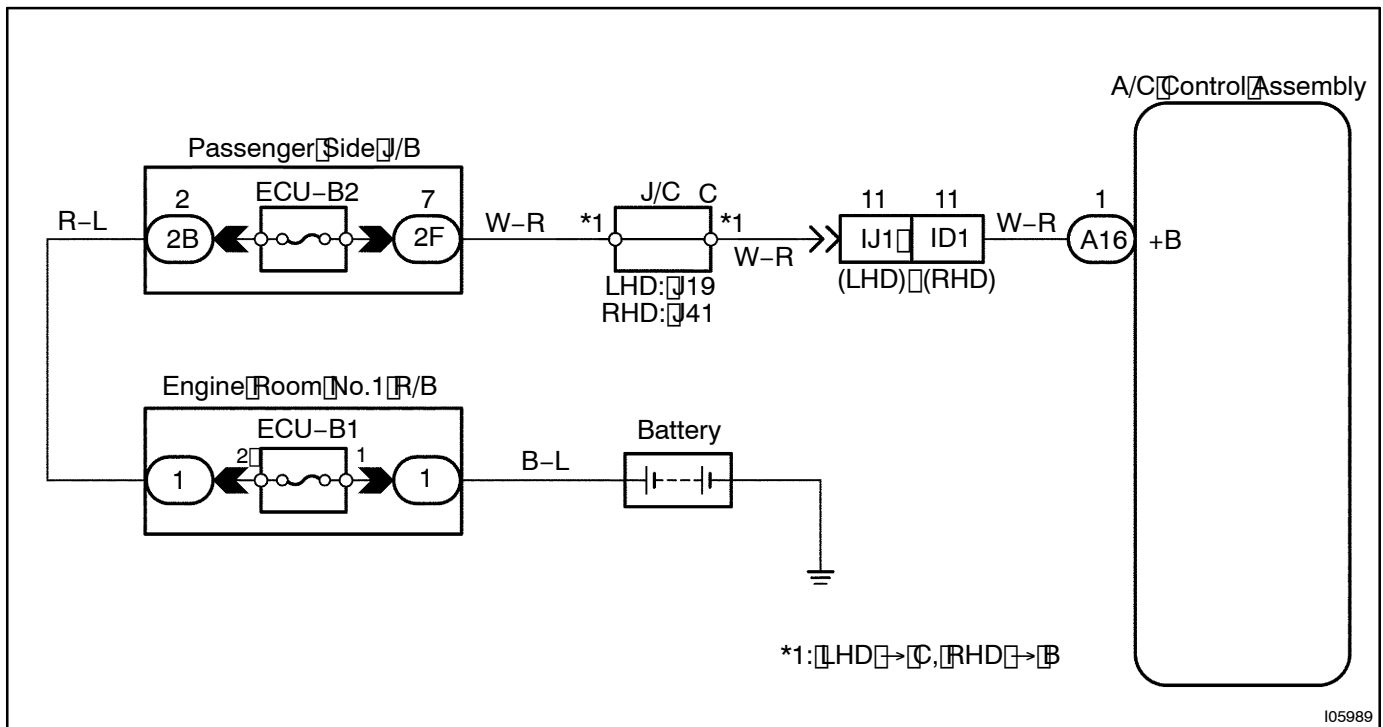 A/C Control Assembly
Passenger Side J/B
2
ECU–B2
7
R–L
2B
2F
W–R
*1
J/C
C
*1
W–R
LHD: J19
RHD: J41
11
11
IJ1
ID1
(LHD) (RHD)
W–R
1
A16
+B
Engine Room No.1 R/B
ECU–B1
1
2
1
1
B–L
Battery
*1: LHD → C, RHD → B
I05989